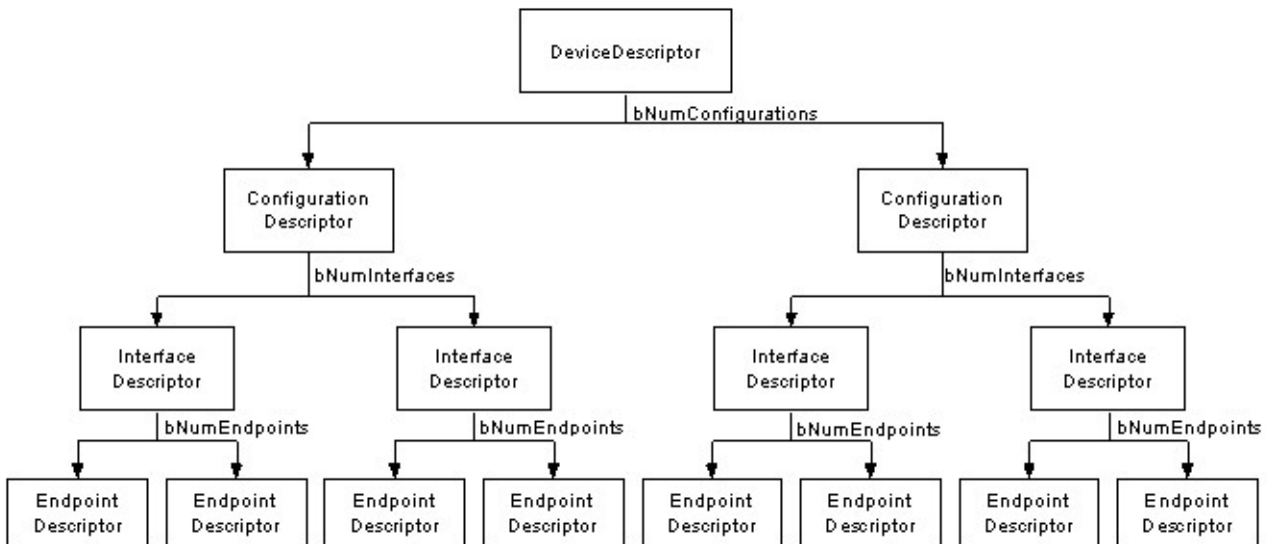 DeviceDescriptor
bNumConfigurations
Configuration
Descriptor
Configuration
Descriptor
bNumInterfaces
bNumInterfaces
Interface
Descriptor
Interface
Descriptor
Interface
Descriptor
Interface
Descriptor
bNumEndpoints
bNumEndpoints
bNumEndpoints
bNumEndpoints
Endpoint
Descriptor
Endpoint
Descriptor
Endpoint
Descriptor
Endpoint
Descriptor
Endpoint
Descriptor
Endpoint
Descriptor
Endpoint
Descriptor
Endpoint
Descriptor